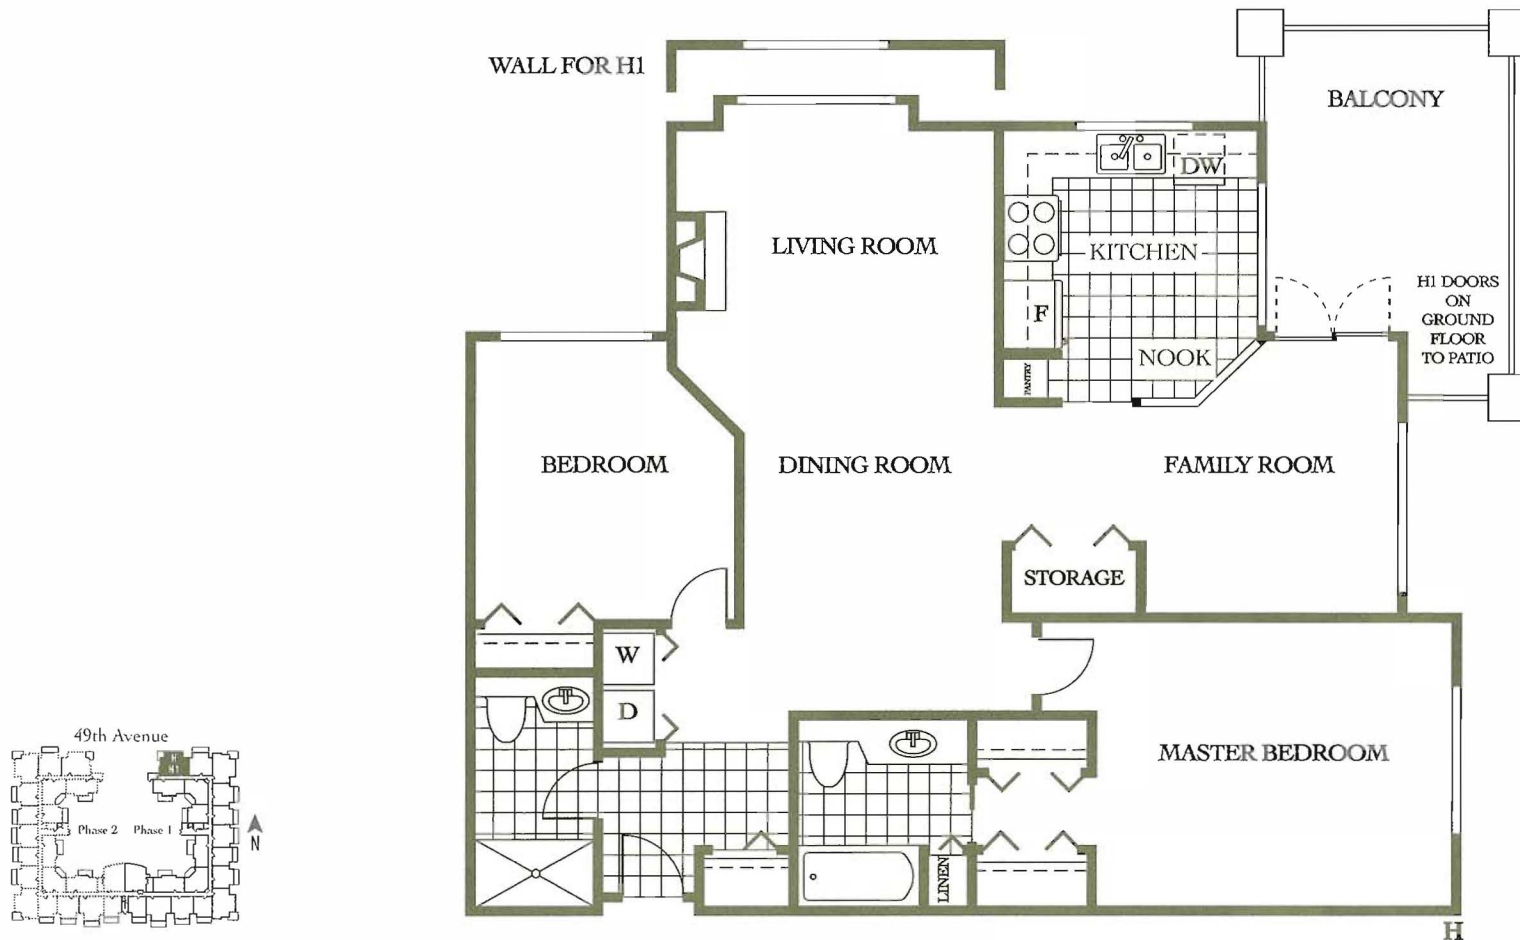 WALL FOR H1
BALCONY
DW
LIVING ROOM
KITCHEN
H1 DOORS
ON
GROUND
FLOOR
TO PATIO
F
NOOK
PANTRY
BEDROOM
DINING ROOM
FAMILY ROOM
STORAGE
W
D
MASTER BEDROOM
LINEN
H
49th Avenue
H
H1
Phase 2
Phase 1
N